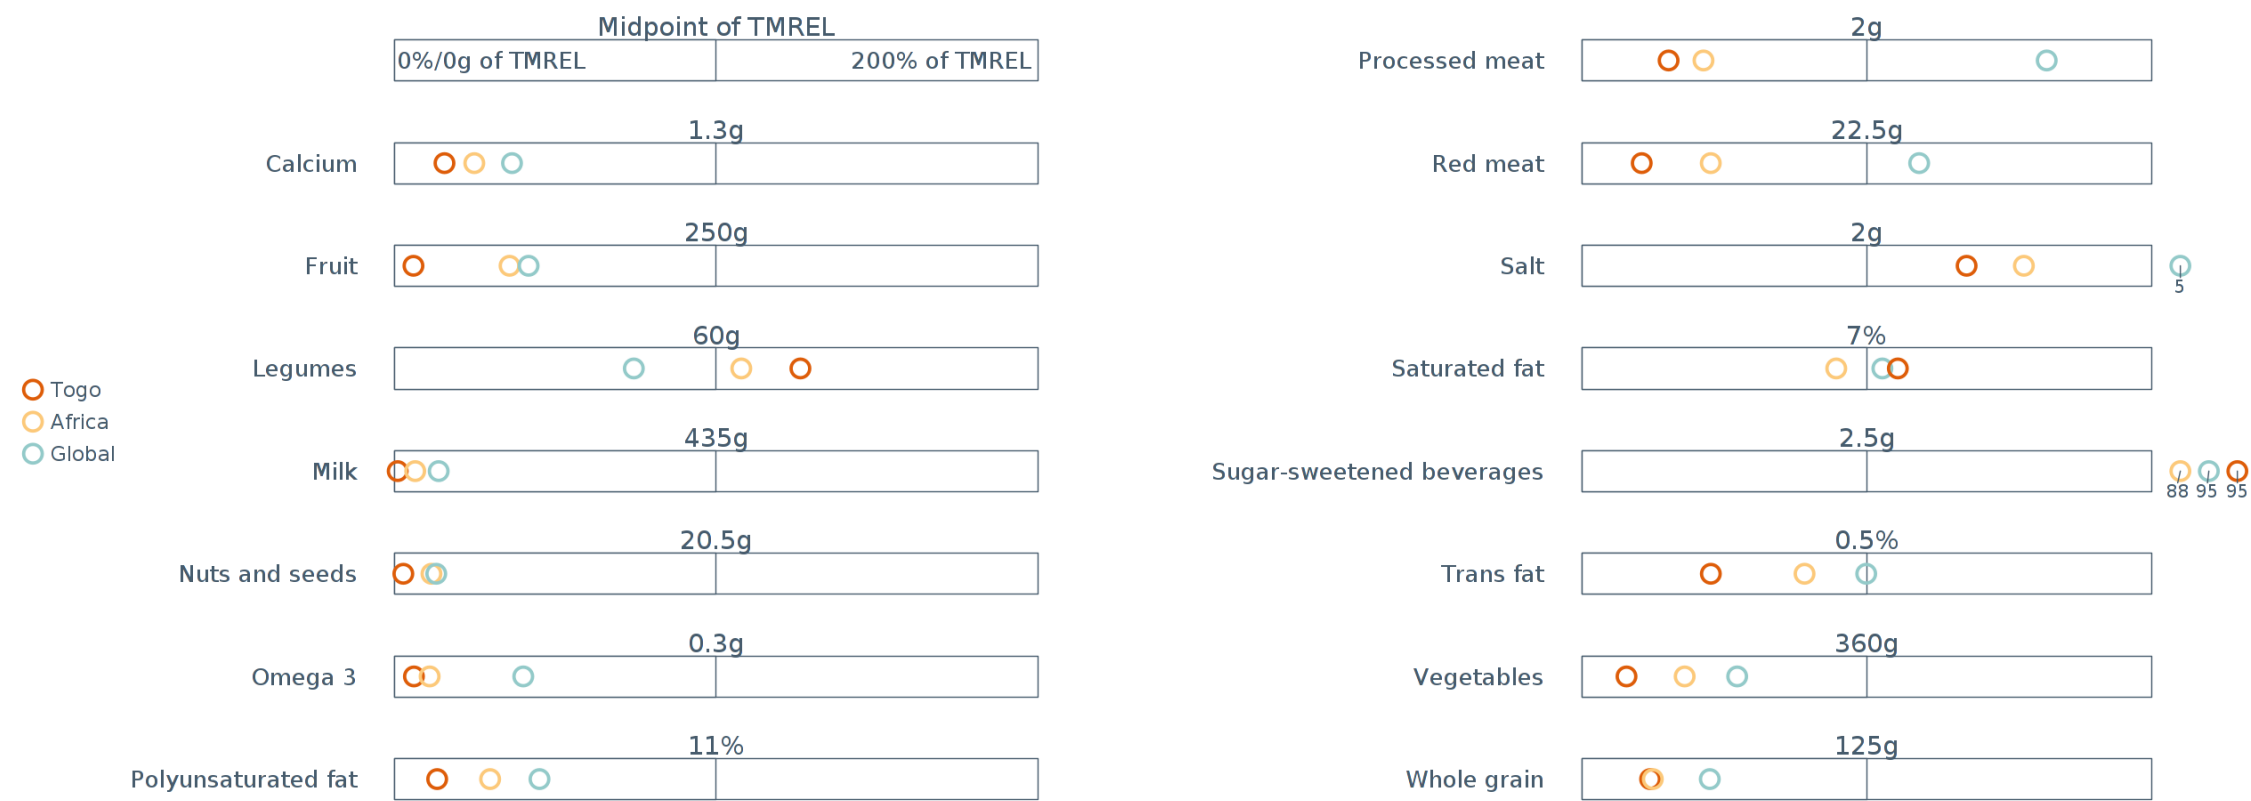 Midpoint of TMREL
0%/0g of TMREL
200% of TMREL
1.3g
Calcium
250g
Fruit
60g
Legumes
435g
Milk
20.5g
Nuts and seeds
0.3g
Omega 3
11%
Polyunsaturated fat
Togo
Africa
Global
2g
Processed meat
22.5g
Red meat
2g
Salt
5
7%
Saturated fat
2.5g
Sugar-sweetened beverages
88 95 95
0.5%
Trans fat
360g
Vegetables
125g
Whole grain